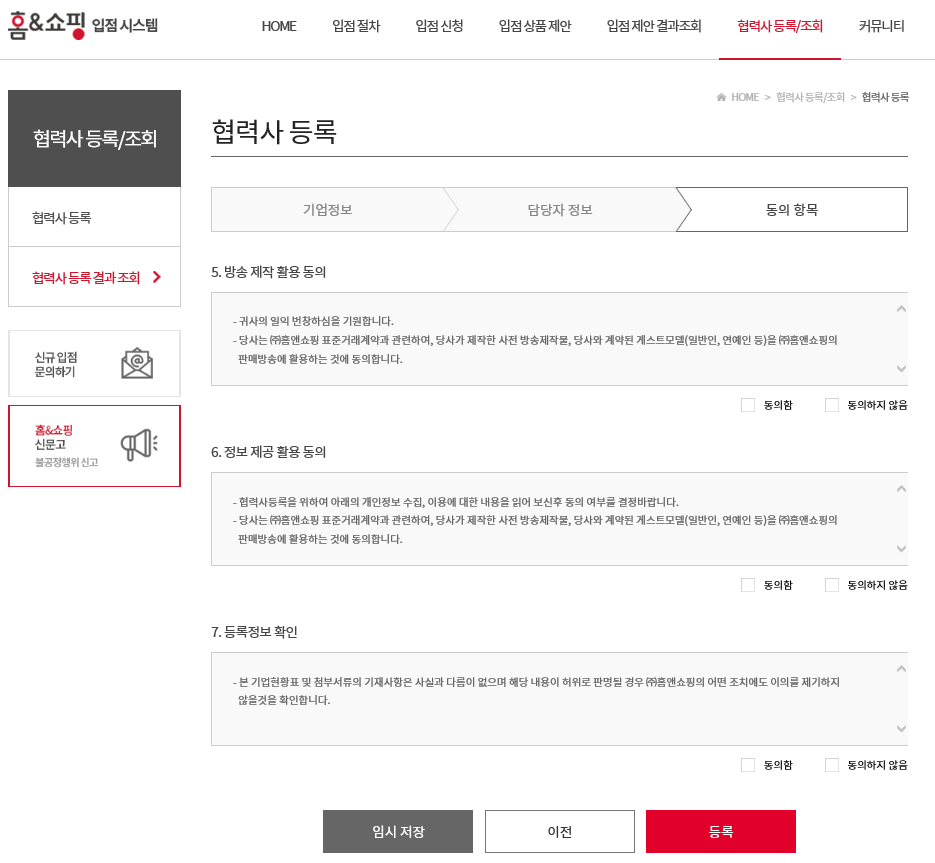 홈&쇼핑 입점 시스템
HOME 입점 절차 입점 신청 입점 상품 제안 입점 제안 결과조회 협력사 등록/조회 커뮤니티
HOME > 협력사 등록/조회 > 협력사 등록
협력사 등록/조회
협력사 등록
협력사 등록 결과 조회
신규 입점
문의하기
홈&쇼핑
신문고
불공정행위 신고
협력사 등록
기업정보 담당자 정보 동의 항목
5. 방송 제작 활용 동의
- 귀사의 일익 번창하심을 기원합니다.
- 당사는 ㈜홈앤쇼핑 표준거래계약과 관련하여, 당사가 제작한 사전 방송제작물, 당사와 계약된 게스트모델(일반인, 연예인 등)을 ㈜홈앤쇼핑의
판매방송에 활용하는 것에 동의합니다.
동의함 동의하지 않음
6. 정보 제공 활용 동의
- 협력사등록을 위하여 아래의 개인정보 수집, 이용에 대한 내용을 읽어 보신후 동의 여부를 결정바랍니다.
- 당사는 ㈜홈앤쇼핑 표준거래계약과 관련하여, 당사가 제작한 사전 방송제작물, 당사와 계약된 게스트모델(일반인, 연예인 등)을 ㈜홈앤쇼핑의
판매방송에 활용하는 것에 동의합니다.
동의함 동의하지 않음
7. 등록정보 확인
- 본 기업현황표 및 첨부서류의 기재사항은 사실과 다름이 없으며 해당 내용이 허위로 판명될 경우 ㈜홈앤쇼핑의 어떤 조치에도 이의를 제기하지
않을것을 확인합니다.
동의함 동의하지 않음
임시 저장 이전 등록